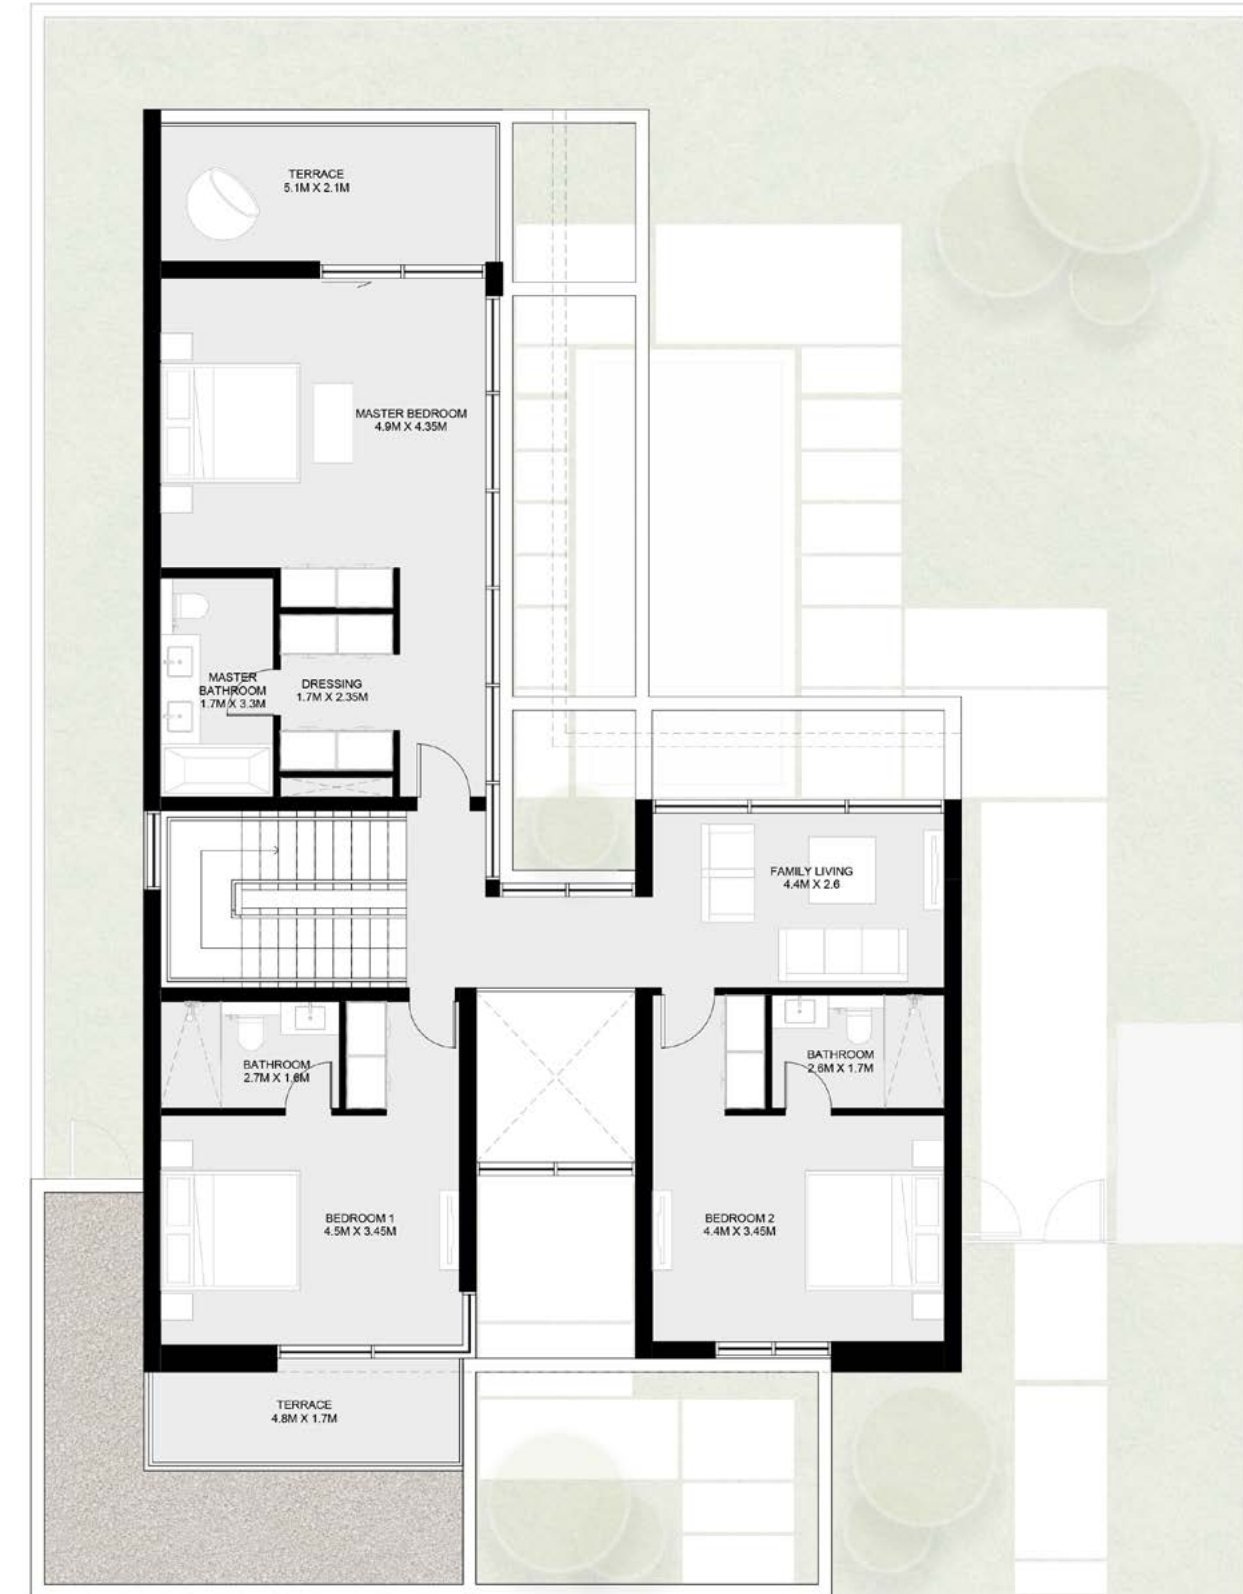 TERRACE
5.1M X 2.1M
MASTER BEDROOM
4.9M X 4.35M
MASTER
BATHROOM
1.7M X 3.3M
DRESSING
1.7M X 2.35M
FAMILY LIVING
4.4M X 2.6
BATHROOM
2.7M X 1.6M
BATHROOM
2.6M X 1.7M
BEDROOM 1
4.5M X 3.45M
BEDROOM 2
4.4M X 3.45M
TERRACE
4.8M X 1.7M